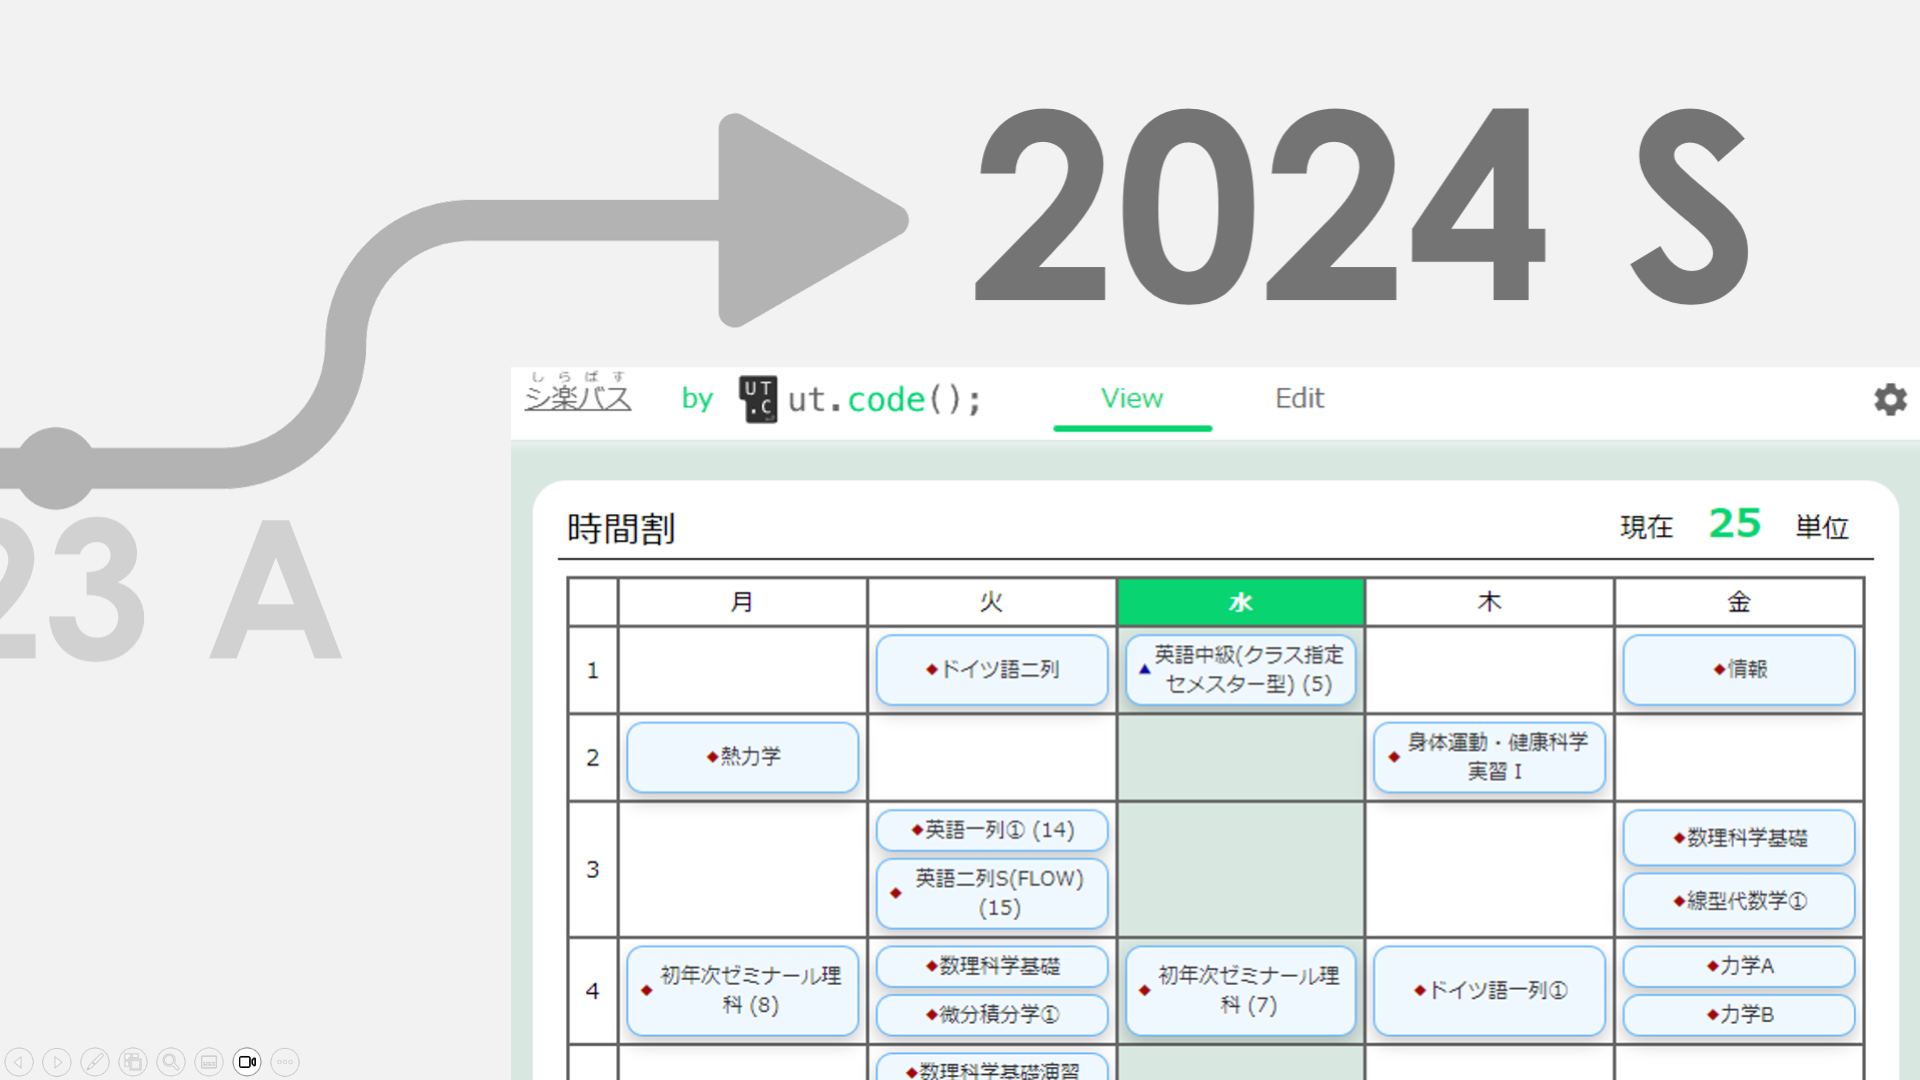 2024 S
23 A
しらばす
シ楽バス by UT.C ut.code(); View Edit
時間割
現在 25 単位
月 火 水 木 金
1
◆ドイツ語二列
▲英語中級(クラス指定
セメスター型) (5)
◆情報
2
◆熱力学
◆身体運動・健康科学
実習 I
3
◆英語一列① (14)
◆英語二列S(FLOW)
(15)
◆数理科学基礎
◆線型代数学①
4
◆初年次ゼミナール理
科 (8)
◆数理科学基礎
◆微分積分学①
◆初年次ゼミナール理
科 (7)
◆ドイツ語一列①
◆力学A
◆力学B
◆数理科学基礎演習